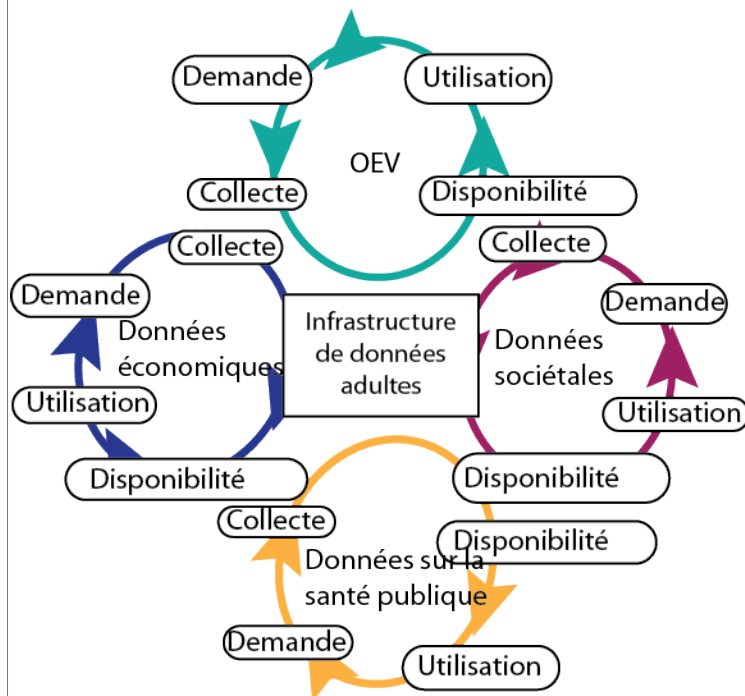 Demande
Utilisation
OEV
Collecte
Disponibilité
Collecte
Demande
Données
économiques
Utilisation
Disponibilité
Infrastructure
de données
adultes
Collecte
Demande
Données
sociétales
Utilisation
Disponibilité
Collecte
Disponibilité
Données sur la
santé publique
Demande
Utilisation